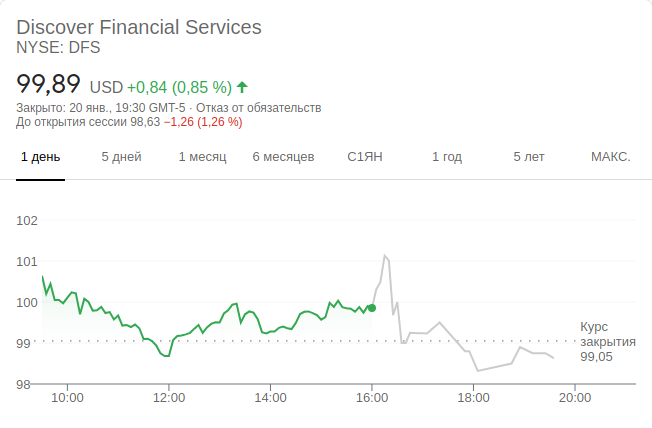 Discover Financial Services
NYSE: DFS
99,89 USD +0,84 (0,85 %)
Закрыто: 20 янв., 19:30 GMT-5 · Отказ от обязательств
До открытия сессии 98,63 −1,26 (1,26 %)
1 день 5 дней 1 месяц 6 месяцев С1ЯН 1 год 5 лет МАКС.
102
101
100
99
98
Курс
закрытия
99,05
10:00 12:00 14:00 16:00 18:00 20:00